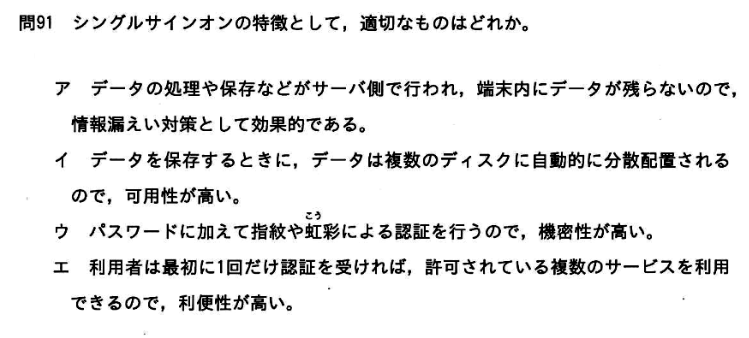 問91　シングルサインオンの特徴として，適切なものはどれか。
ア　データの処理や保存などがサーバ側で行われ，端末内にデータが残らないので，
情報漏えい対策として効果的である。
イ　データを保存するときに，データは複数のディスクに自動的に分散配置される
ので，可用性が高い。
こう
ウ　パスワードに加えて指紋や虹彩による認証を行うので，機密性が高い。
エ　利用者は最初に1回だけ認証を受ければ，許可されている複数のサービスを利用
できるので，利便性が高い。